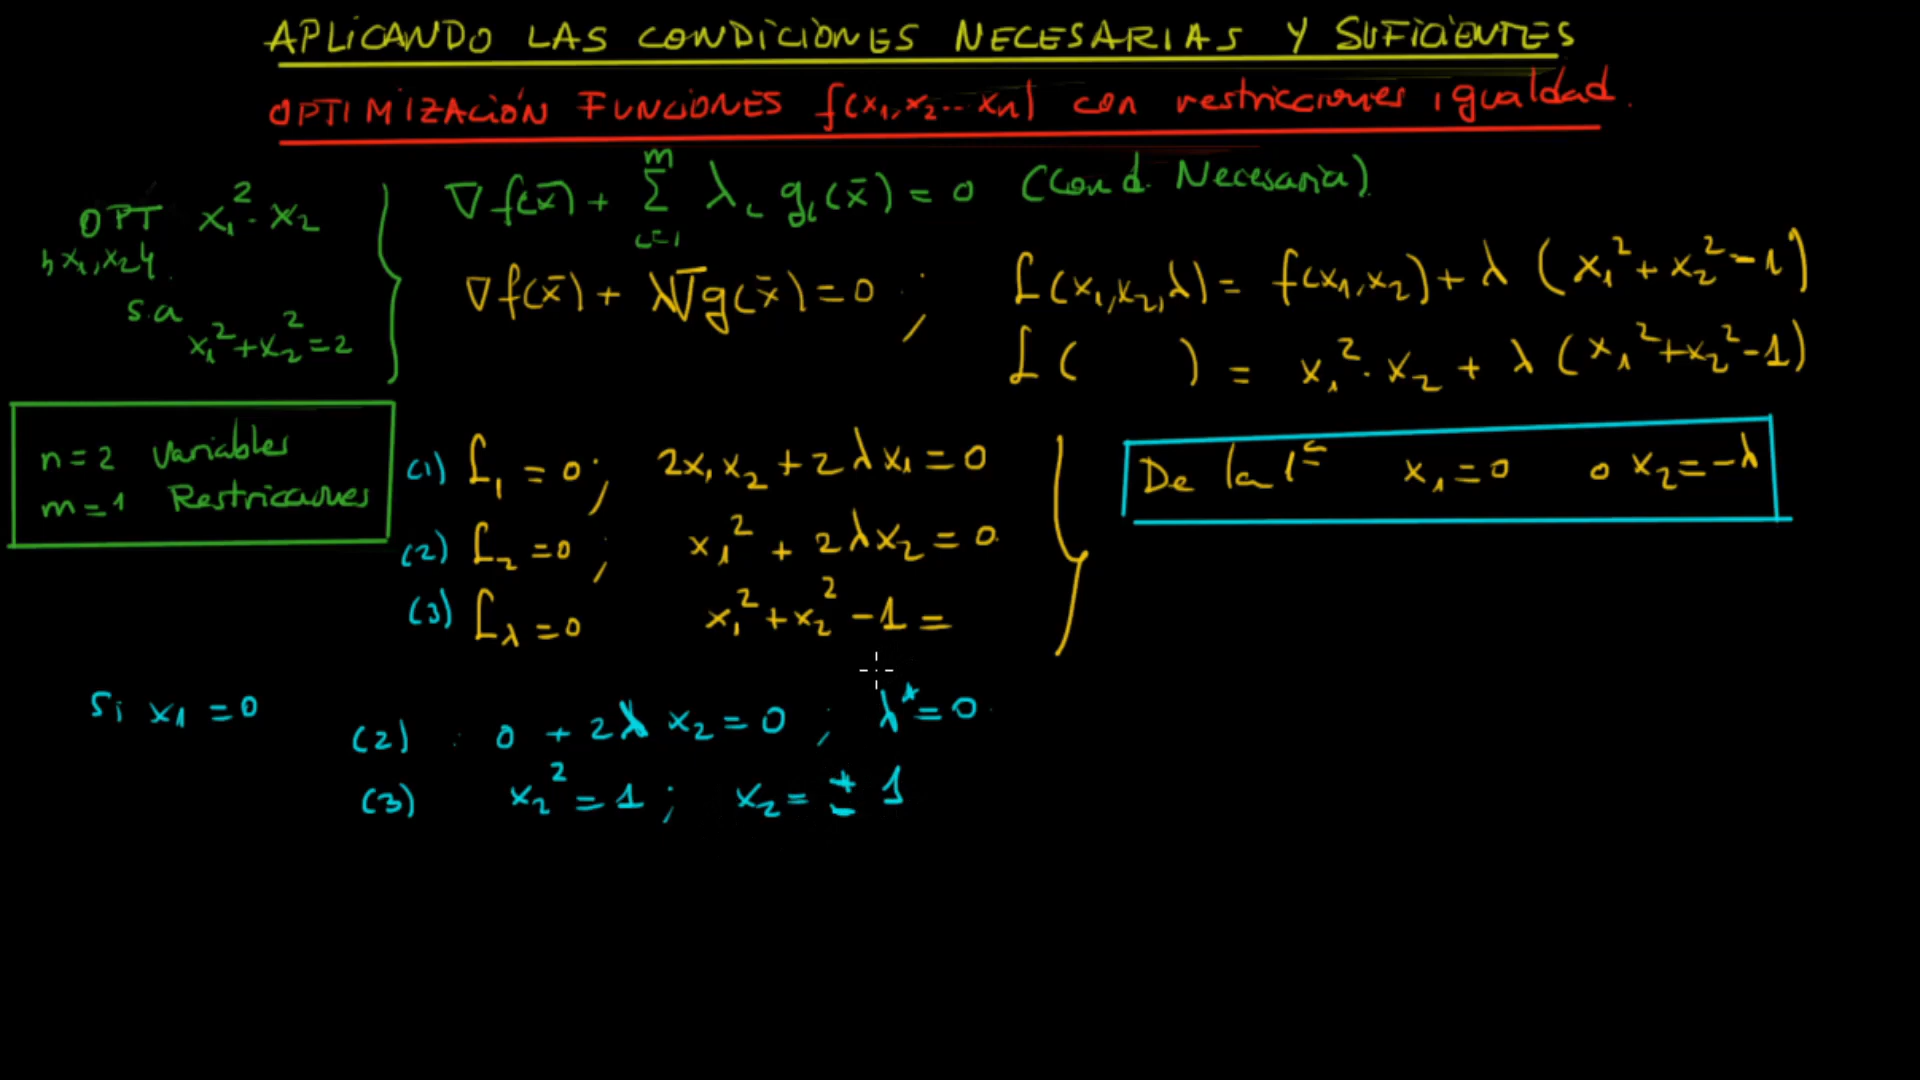 APLICANDO LAS CONDICIONES NECESARIAS Y SUFICIENTES
OPTIMIZACIÓN FUNCIONES f(x₁,x₂...xₙ) con restricciones igualdad.
OPT x₁²·x₂
{x₁,x₂}
s.a
x₁²+x₂²=2
∇f(x̄) + ∑ᵢ₌₁ᵐ λᵢ gᵢ(x̄) = 0 (Cond. Necesaria).
∇f(x̄) + λ∇g(x̄) = 0 ;
L(x₁,x₂,λ) = f(x₁,x₂) + λ (x₁²+x₂²-1)
L( ) = x₁²·x₂ + λ (x₁²+x₂²-1)
n=2 variables
m=1 Restricciones
(1) L₁ = 0 ; 2x₁x₂ + 2λx₁ = 0
(2) L₂ = 0 ; x₁² + 2λx₂ = 0.
(3) L_λ = 0 x₁²+x₂²-1 =
De la 1ª x₁=0 o x₂=-λ
Si x₁ = 0
(2) : 0 + 2λ x₂ = 0 ; λ* = 0.
(3) x₂² = 1 ; x₂ = ± 1